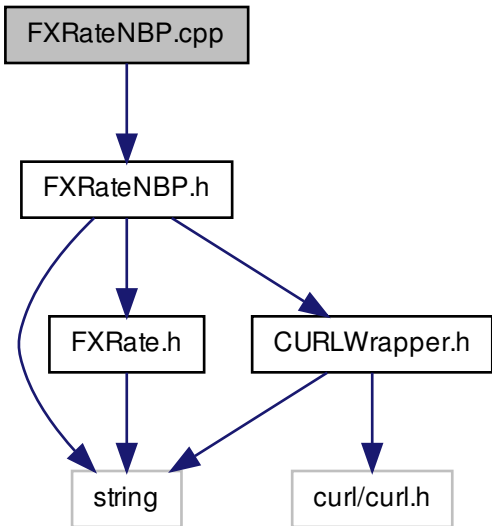 FXRateNBP.cpp
FXRateNBP.h
FXRate.h
CURLWrapper.h
string
curl/curl.h